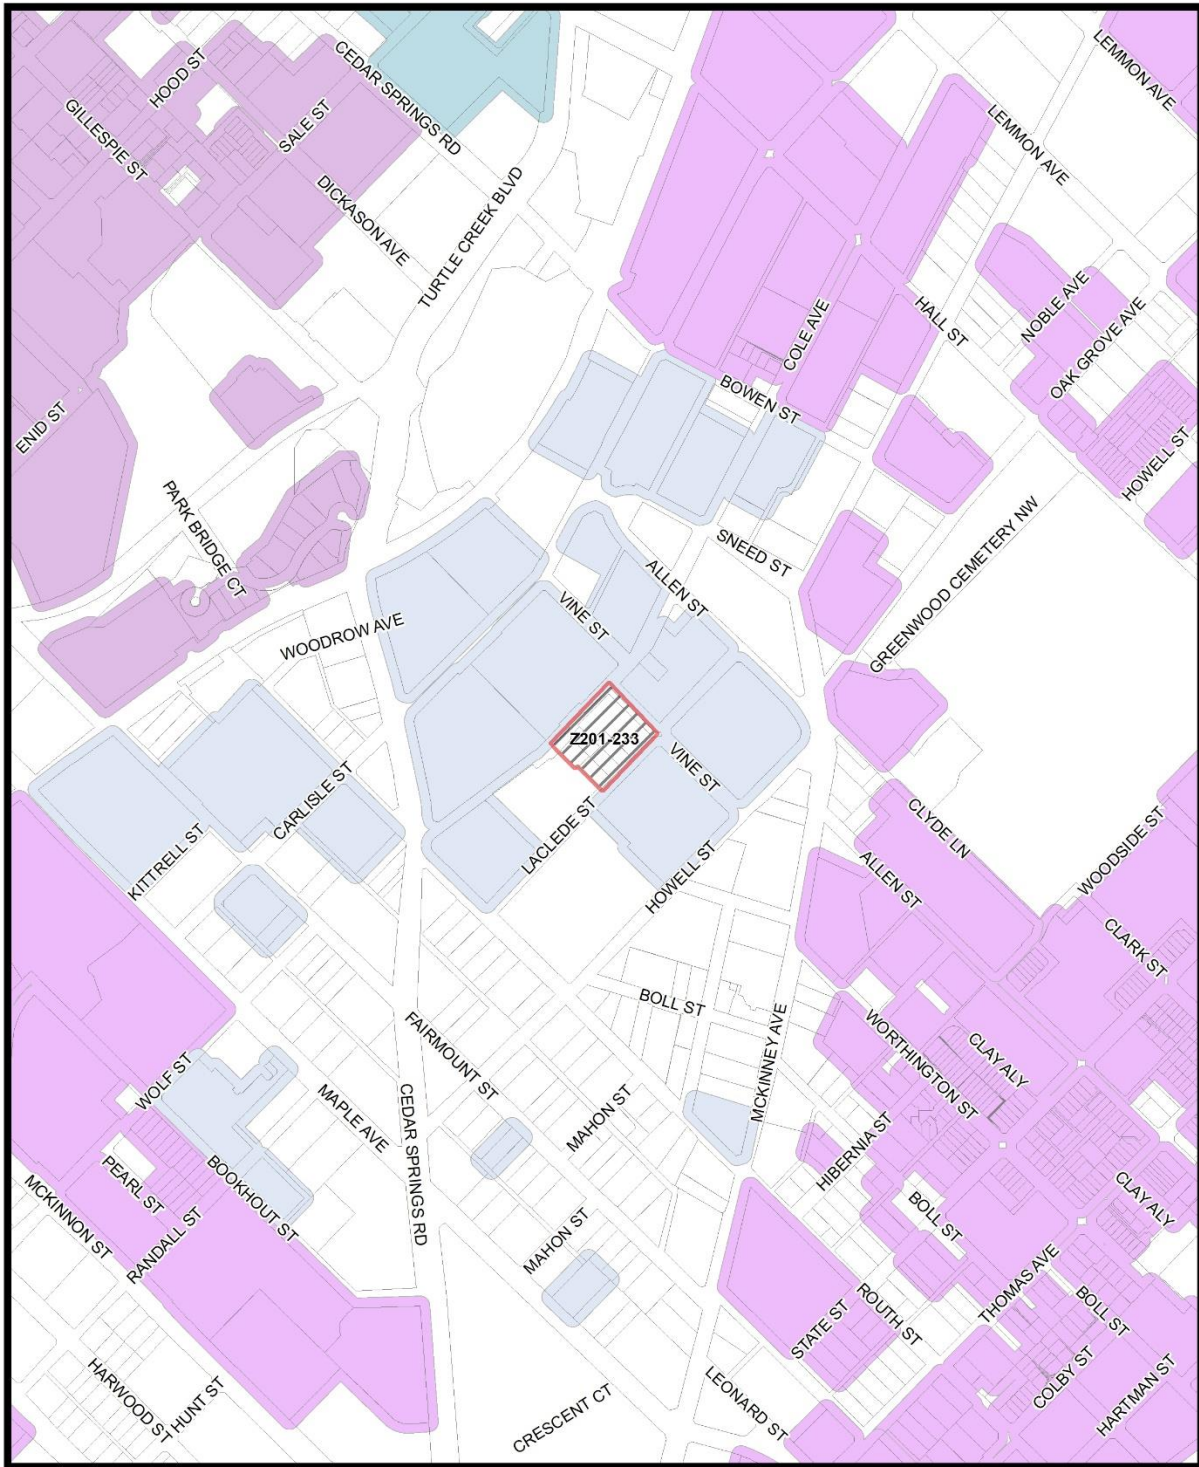 HOOD ST
CEDAR SPRINGS RD
LEMMON AVE
GILLESPIE ST
SALE ST
LEMMON AVE
DICKASON AVE
TURTLE CREEK BLVD
HALL ST
NOBLE AVE
COLE AVE
OAK GROVE AVE
BOWEN ST
ENID ST
HOWELL ST
PARK BRIDGE CT
SNEED ST
GREENWOOD CEMETERY NW
ALLEN ST
VINE ST
WOODROW AVE
Z201-233
VINE ST
CARLISLE ST
CLYDE LN
LACLEDE ST
WOODSIDE ST
KITTRELL ST
HOWELL ST
ALLEN ST
CLARK ST
BOLL ST
WORTHINGTON ST
CLAY ALY
FAIRMOUNT ST
MCKINNEY AVE
WOLF ST
MAPLE AVE
CEDAR SPRINGS RD
MAHON ST
HIBERNIA ST
PEARL ST
BOOKHOUT ST
CLAY ALY
MCKINNON ST
RANDALL ST
BOLL ST
MAHON ST
THOMAS AVE
ROUTH ST
BOLL ST
STATE ST
HARWOOD ST
HUNT ST
COLBY ST
HARTMAN ST
LEONARD ST
CRESCENT CT